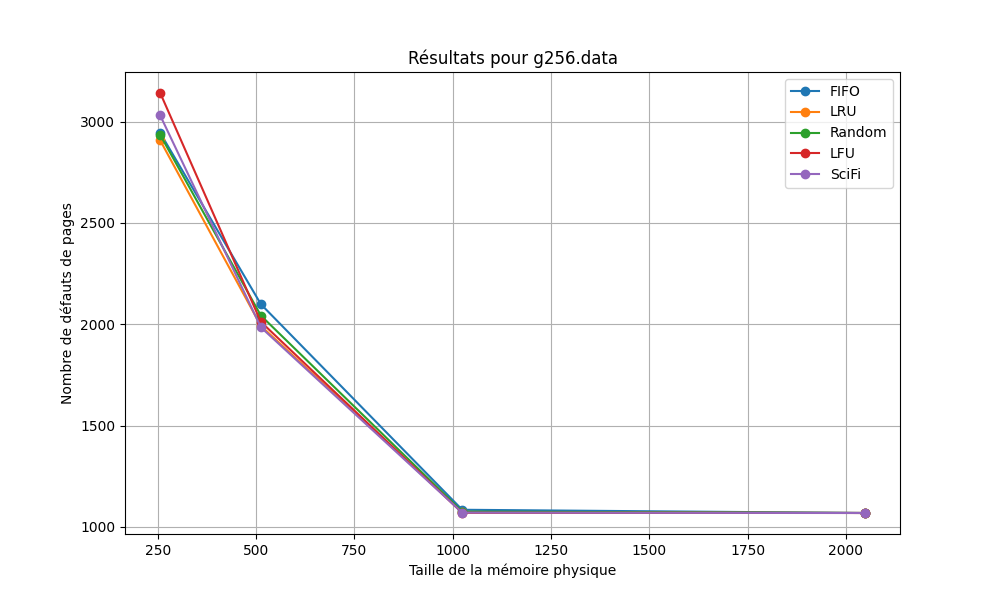 Résultats pour g256.data
FIFO
LRU
Random
LFU
SciFi
Nombre de défauts de pages
3000
2500
2000
1500
1000
250
500
750
1000
1250
1500
1750
2000
Taille de la mémoire physique